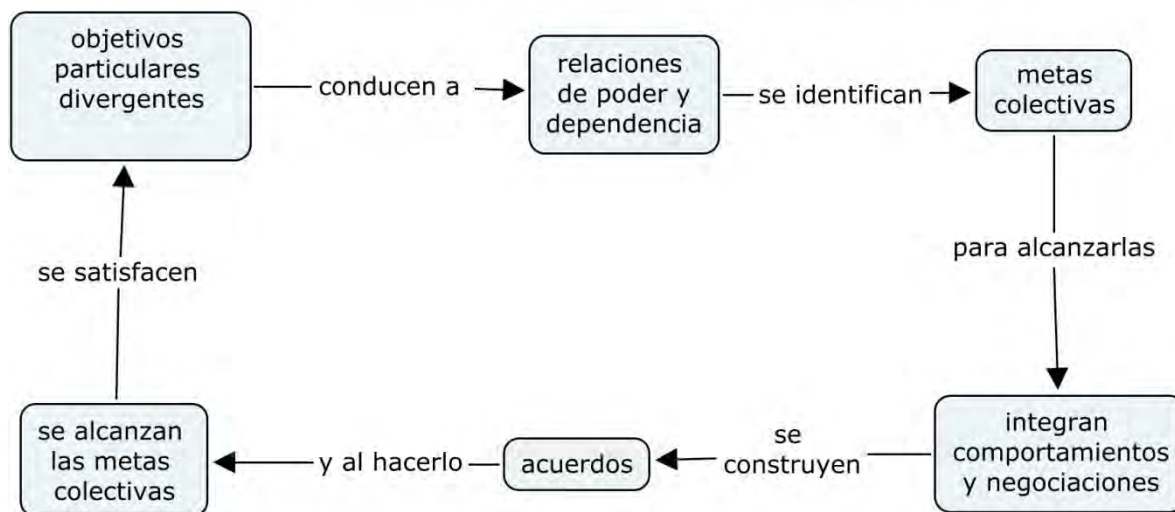 objetivos
particulares
divergentes
conducen a
relaciones
de poder y
dependencia
se identifican
metas
colectivas
para alcanzarlas
integran
comportamientos
y negociaciones
se
construyen
acuerdos
y al hacerlo
se alcanzan
las metas
colectivas
se satisfacen